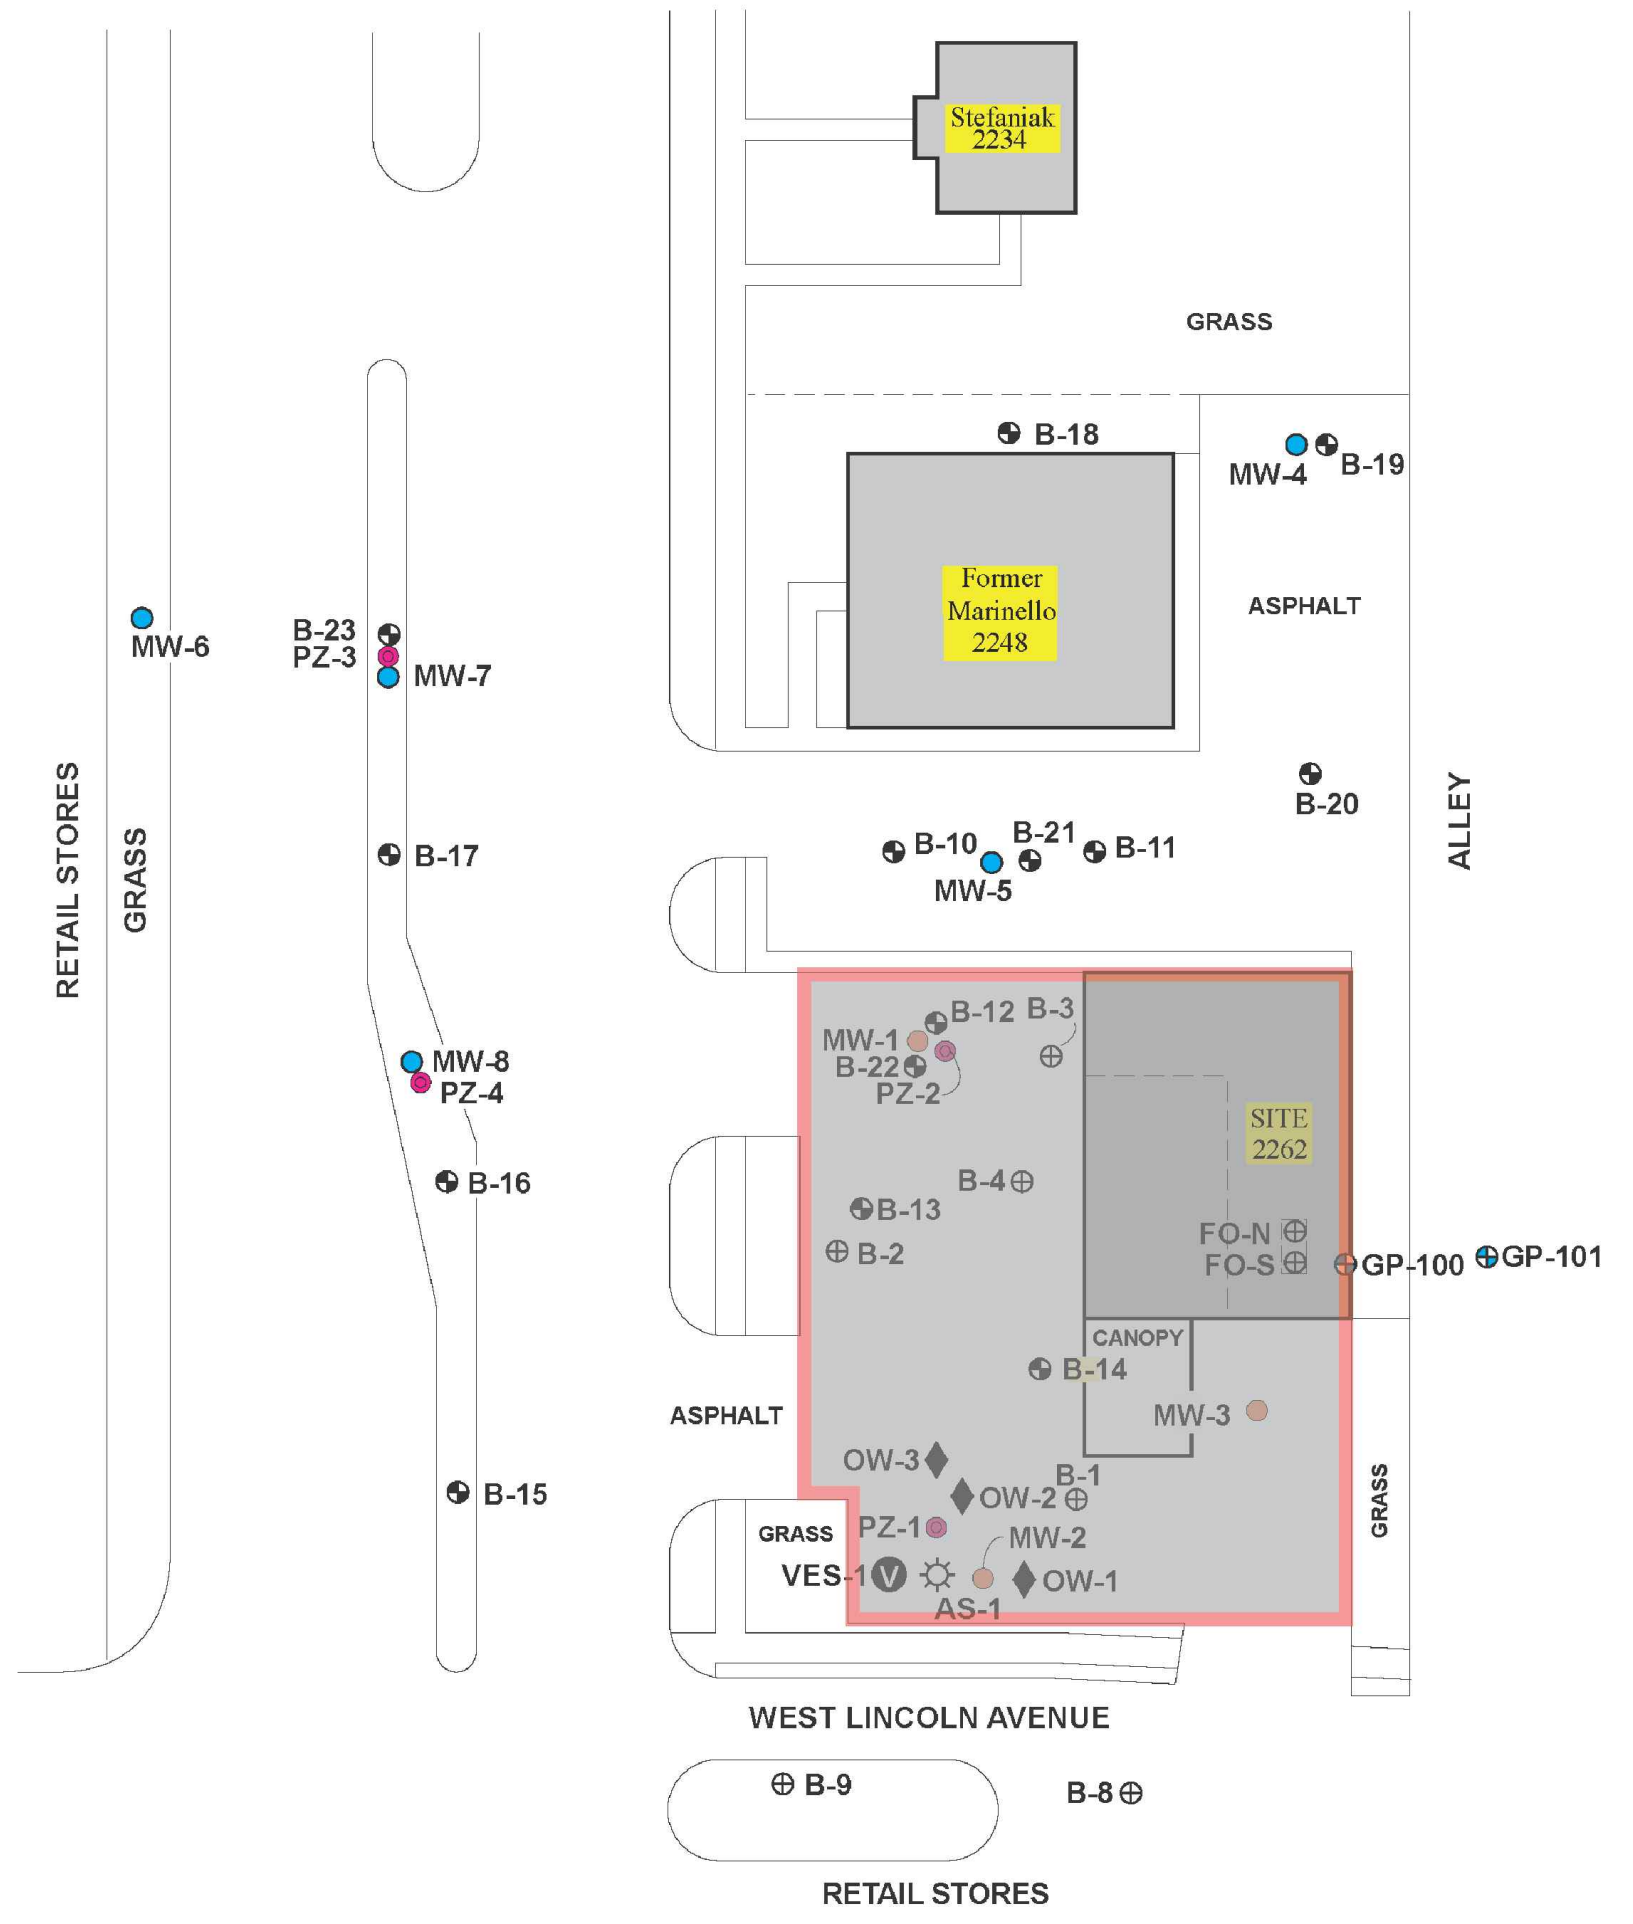 Stefaniak
2234
GRASS
B-18
MW-4
B-19
Former
Marinello
2248
ASPHALT
MW-6
B-23
PZ-3
MW-7
RETAIL STORES
GRASS
B-17
B-20
ALLEY
B-10
B-21
B-11
MW-5
B-12
B-3
MW-1
B-22
PZ-2
MW-8
PZ-4
SITE
2262
B-16
B-4
B-13
B-2
FO-N
FO-S
GP-100
GP-101
CANOPY
B-14
ASPHALT
MW-3
OW-3
B-1
OW-2
B-15
GRASS
PZ-1
MW-2
GRASS
VES-1
V
OW-1
AS-1
WEST LINCOLN AVENUE
B-9
B-8
RETAIL STORES